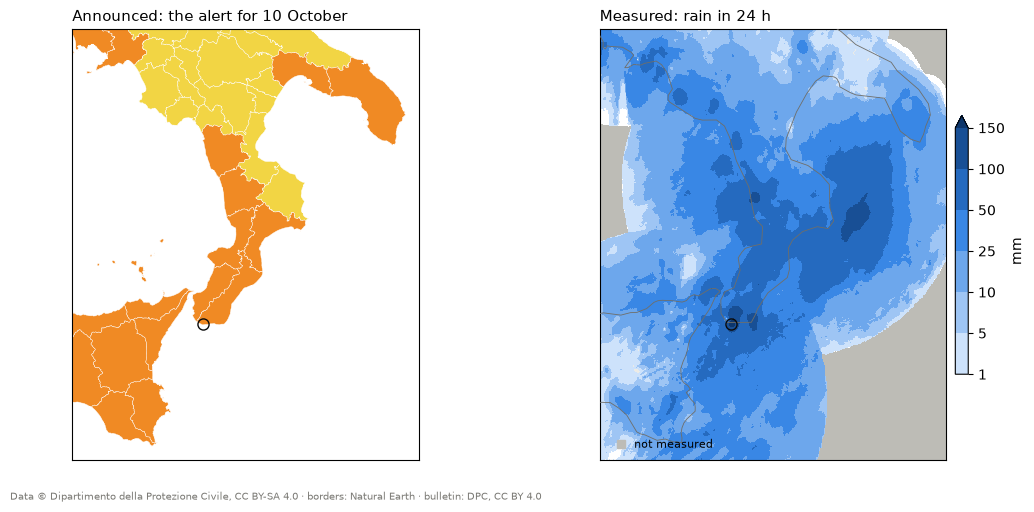 Announced: the alert for 10 October
Measured: rain in 24 h
150
100
50
25
10
5
1
mm
not measured
Data © Dipartimento della Protezione Civile, CC BY-SA 4.0 · borders: Natural Earth · bulletin: DPC, CC BY 4.0